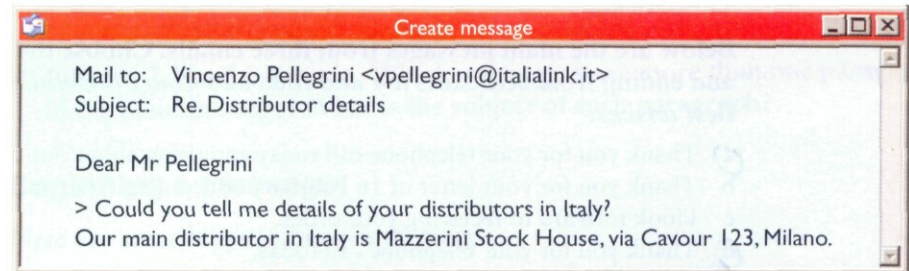 Create message
Mail to: Vincenzo Pellegrini <vpellegrini@italialink.it>
Subject: Re. Distributor details
Dear Mr Pellegrini
> Could you tell me details of your distributors in Italy?
Our main distributor in Italy is Mazzerini Stock House, via Cavour 123, Milano.